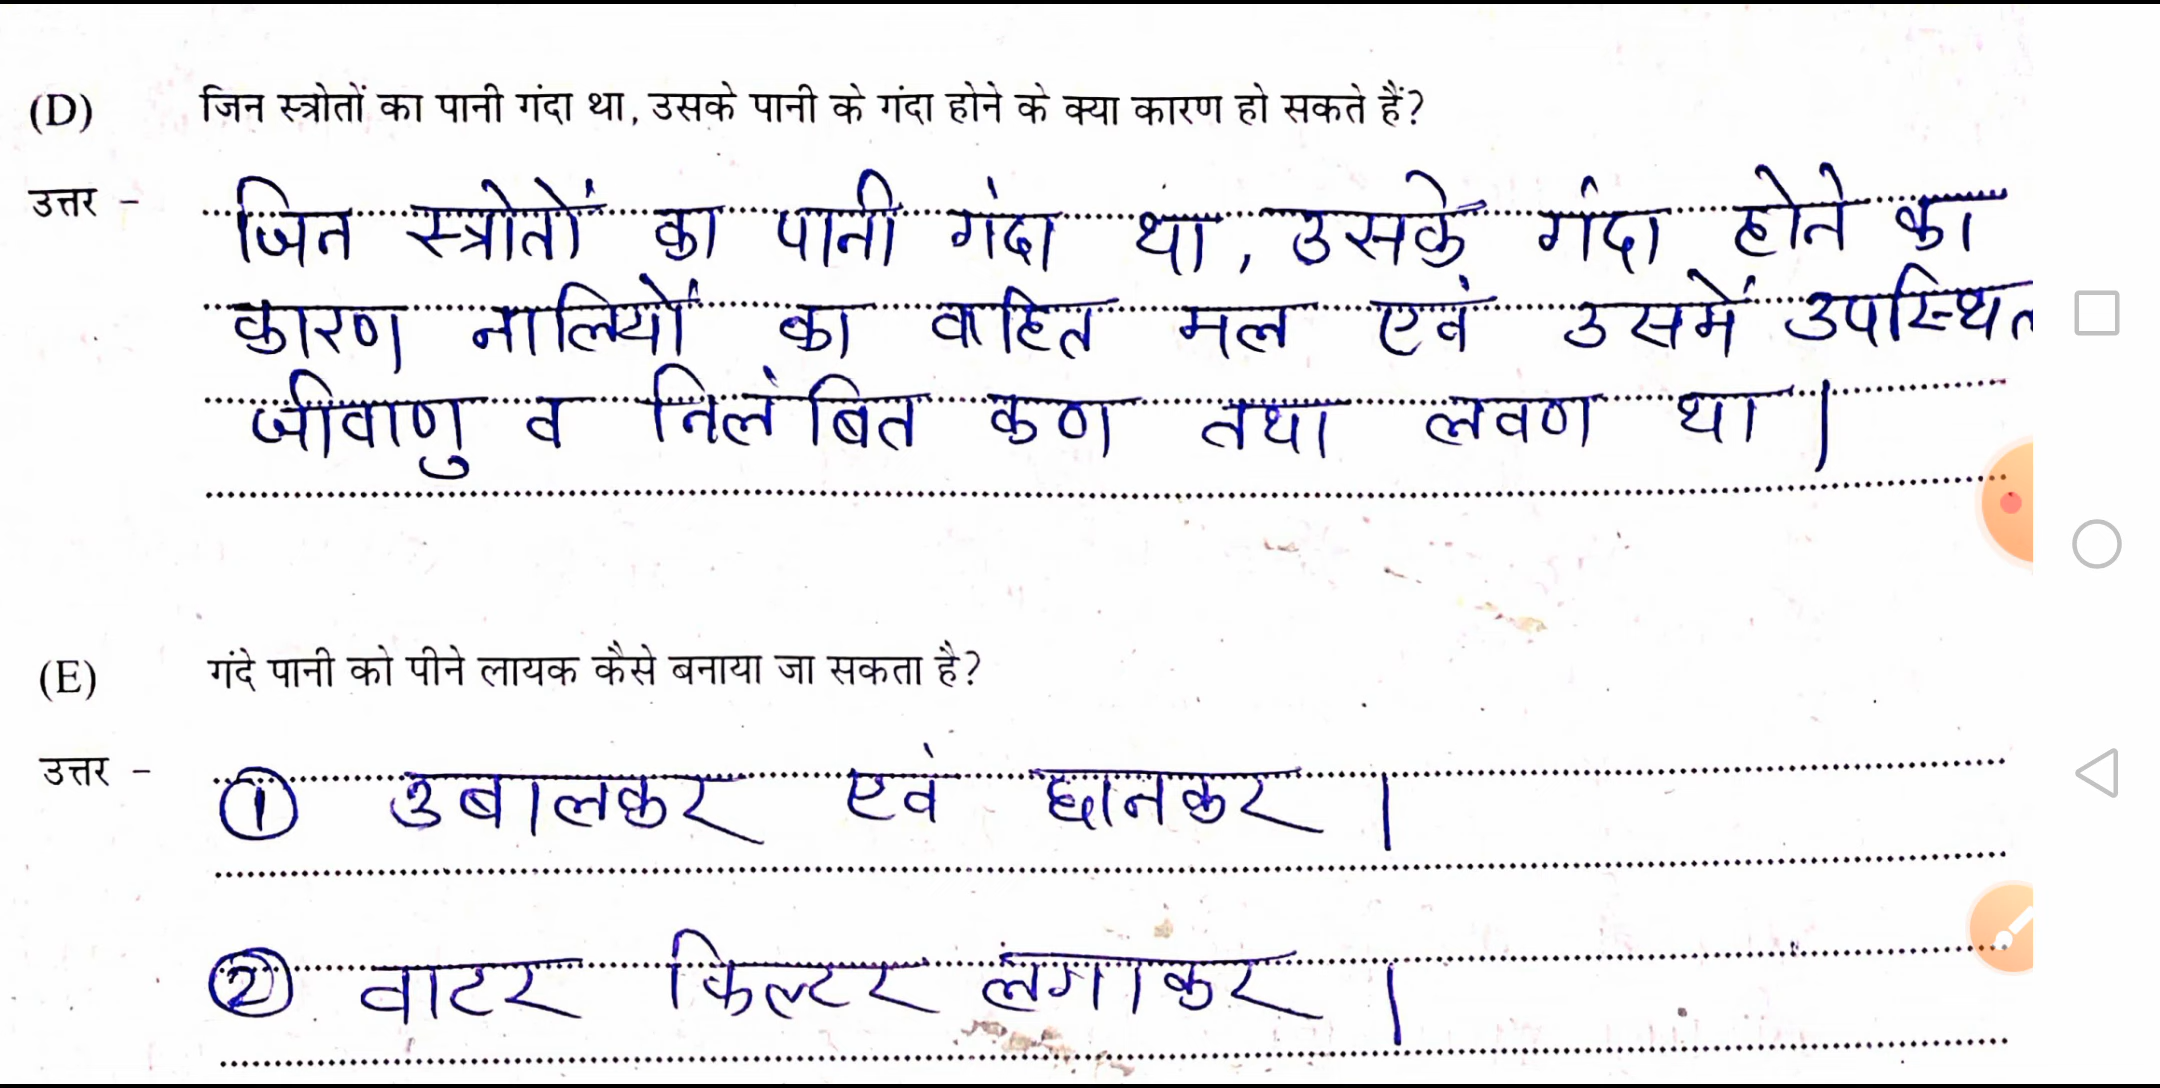 (D) जिन स्त्रोतों का पानी गंदा था, उसके पानी के गंदा होने के क्या कारण हो सकते हैं?
उत्तर - जिन स्त्रोतों का पानी गंदा था, उसके गंदा होने का
कारण नालियों का वाहित मल एवं उसमें उपस्थित
जीवाणु व निलंबित कण तथा लवण था |
(E) गंदे पानी को पीने लायक कैसे बनाया जा सकता है?
उत्तर - ① उबालकर एवं छानकर |
② वाटर फिल्टर लगाकर |